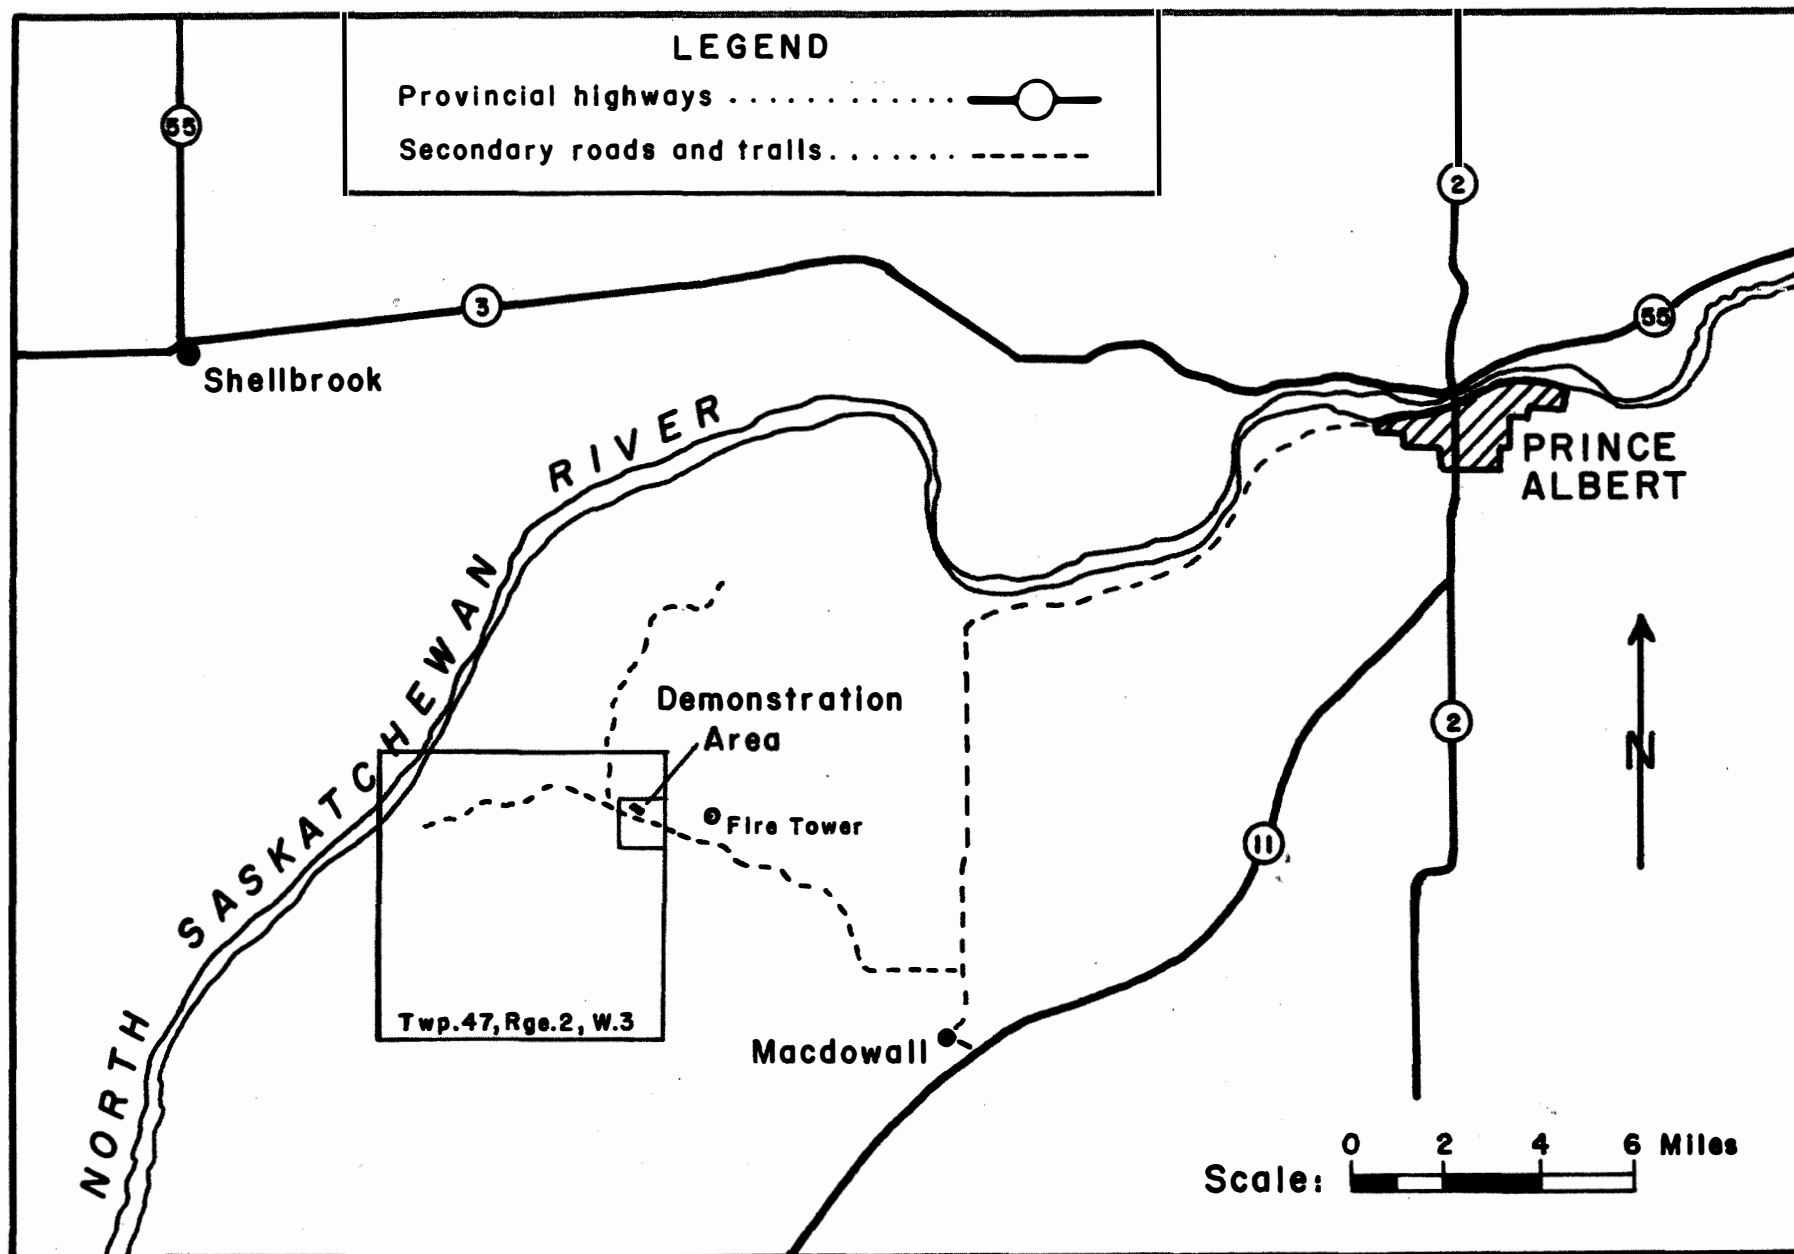 LEGEND
Provincial highways ............
Secondary roads and trails.......
55
2
3
55
Shellbrook
NORTH SASKATCHEWAN RIVER
PRINCE
ALBERT
Demonstration
Area
Fire Tower
2
N
11
Twp.47, Rge.2, W.3
Macdowall
0 2 4 6 Miles
Scale: